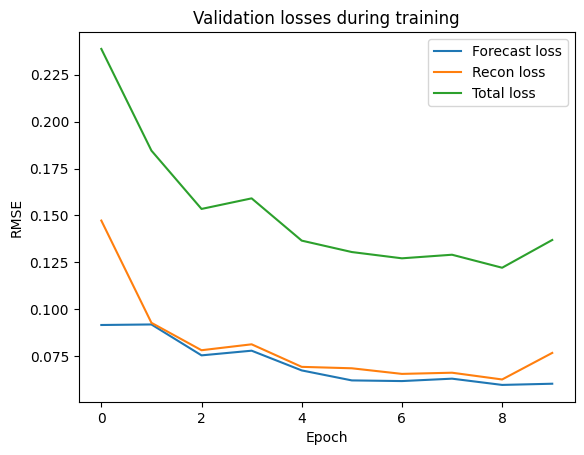 Validation losses during training
Forecast loss
Recon loss
Total loss
0.225
0.200
0.175
0.150
0.125
0.100
0.075
RMSE
0 2 4 6 8
Epoch